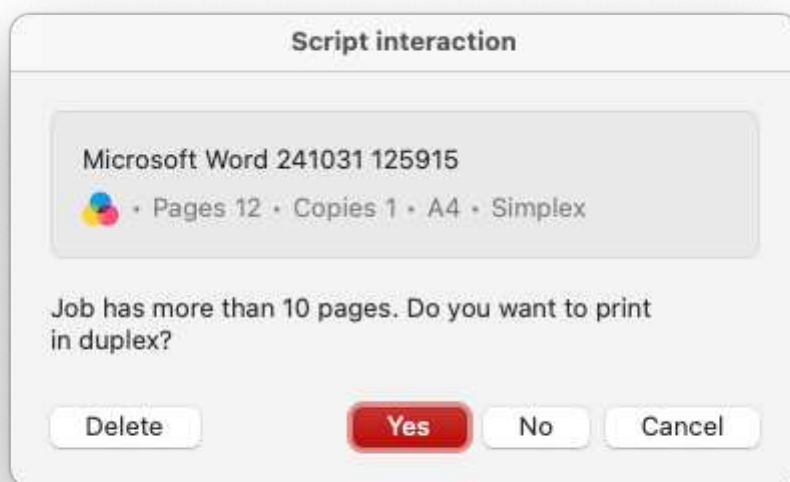 Script interaction
Microsoft Word 241031 125915
• Pages 12 • Copies 1 • A4 • Simplex
Job has more than 10 pages. Do you want to print
in duplex?
Delete Yes No Cancel